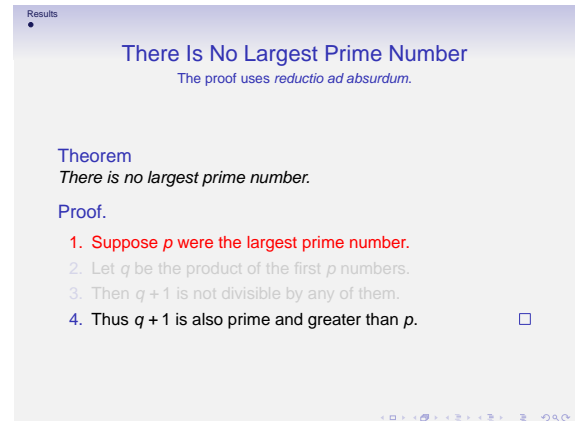 Results
There Is No Largest Prime Number
The proof uses reductio ad absurdum.
Theorem
There is no largest prime number.
Proof.
1. Suppose p were the largest prime number.
2. Let q be the product of the first p numbers.
3. Then q + 1 is not divisible by any of them.
4. Thus q + 1 is also prime and greater than p.